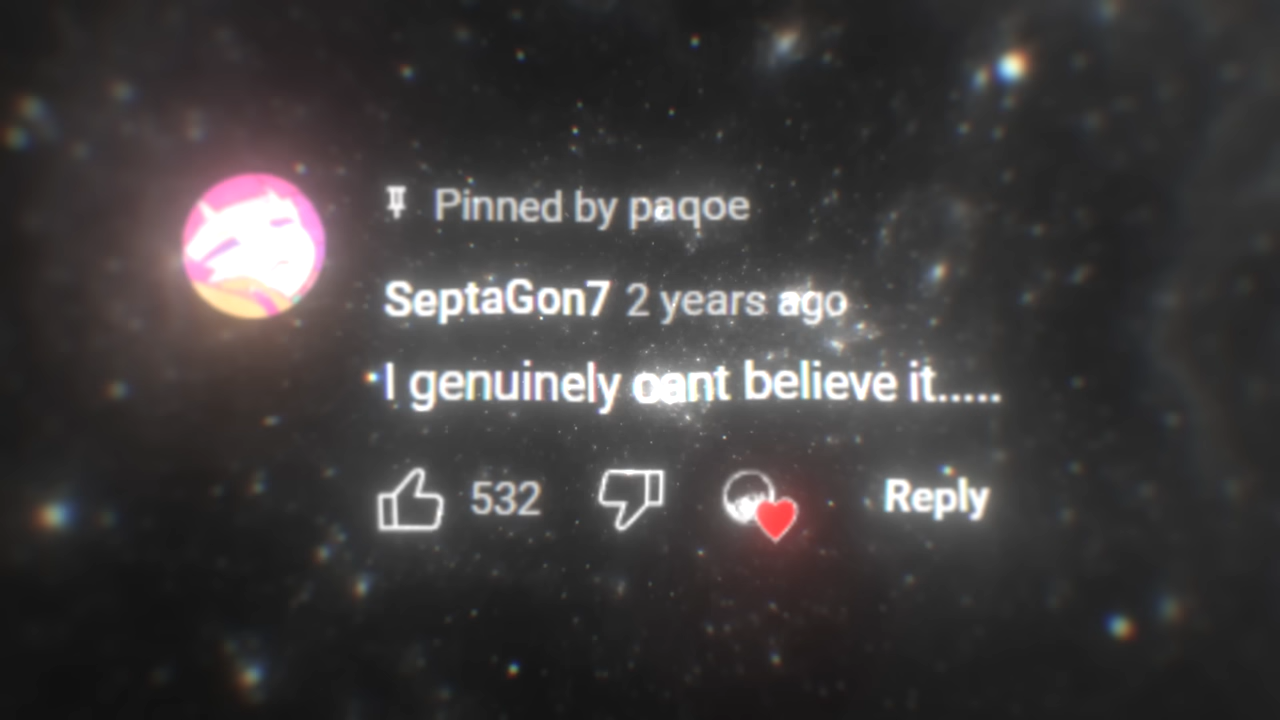 Pinned by paqoe
SeptaGon7 2 years ago
I genuinely cant believe it.....
532
Reply